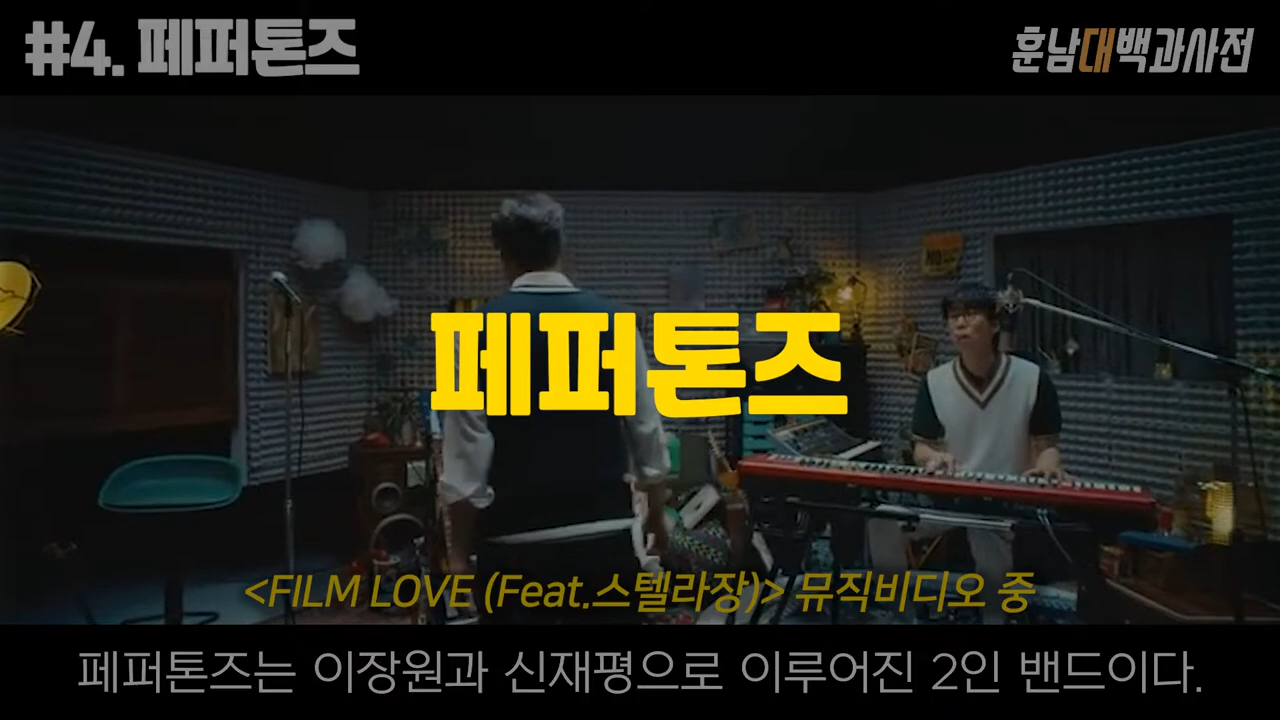 #4. 페퍼톤즈
훈남대백과사전
페퍼톤즈
<FILM LOVE (Feat.스텔라장)> 뮤직비디오 중
페퍼톤즈는 이장원과 신재평으로 이루어진 2인 밴드이다.